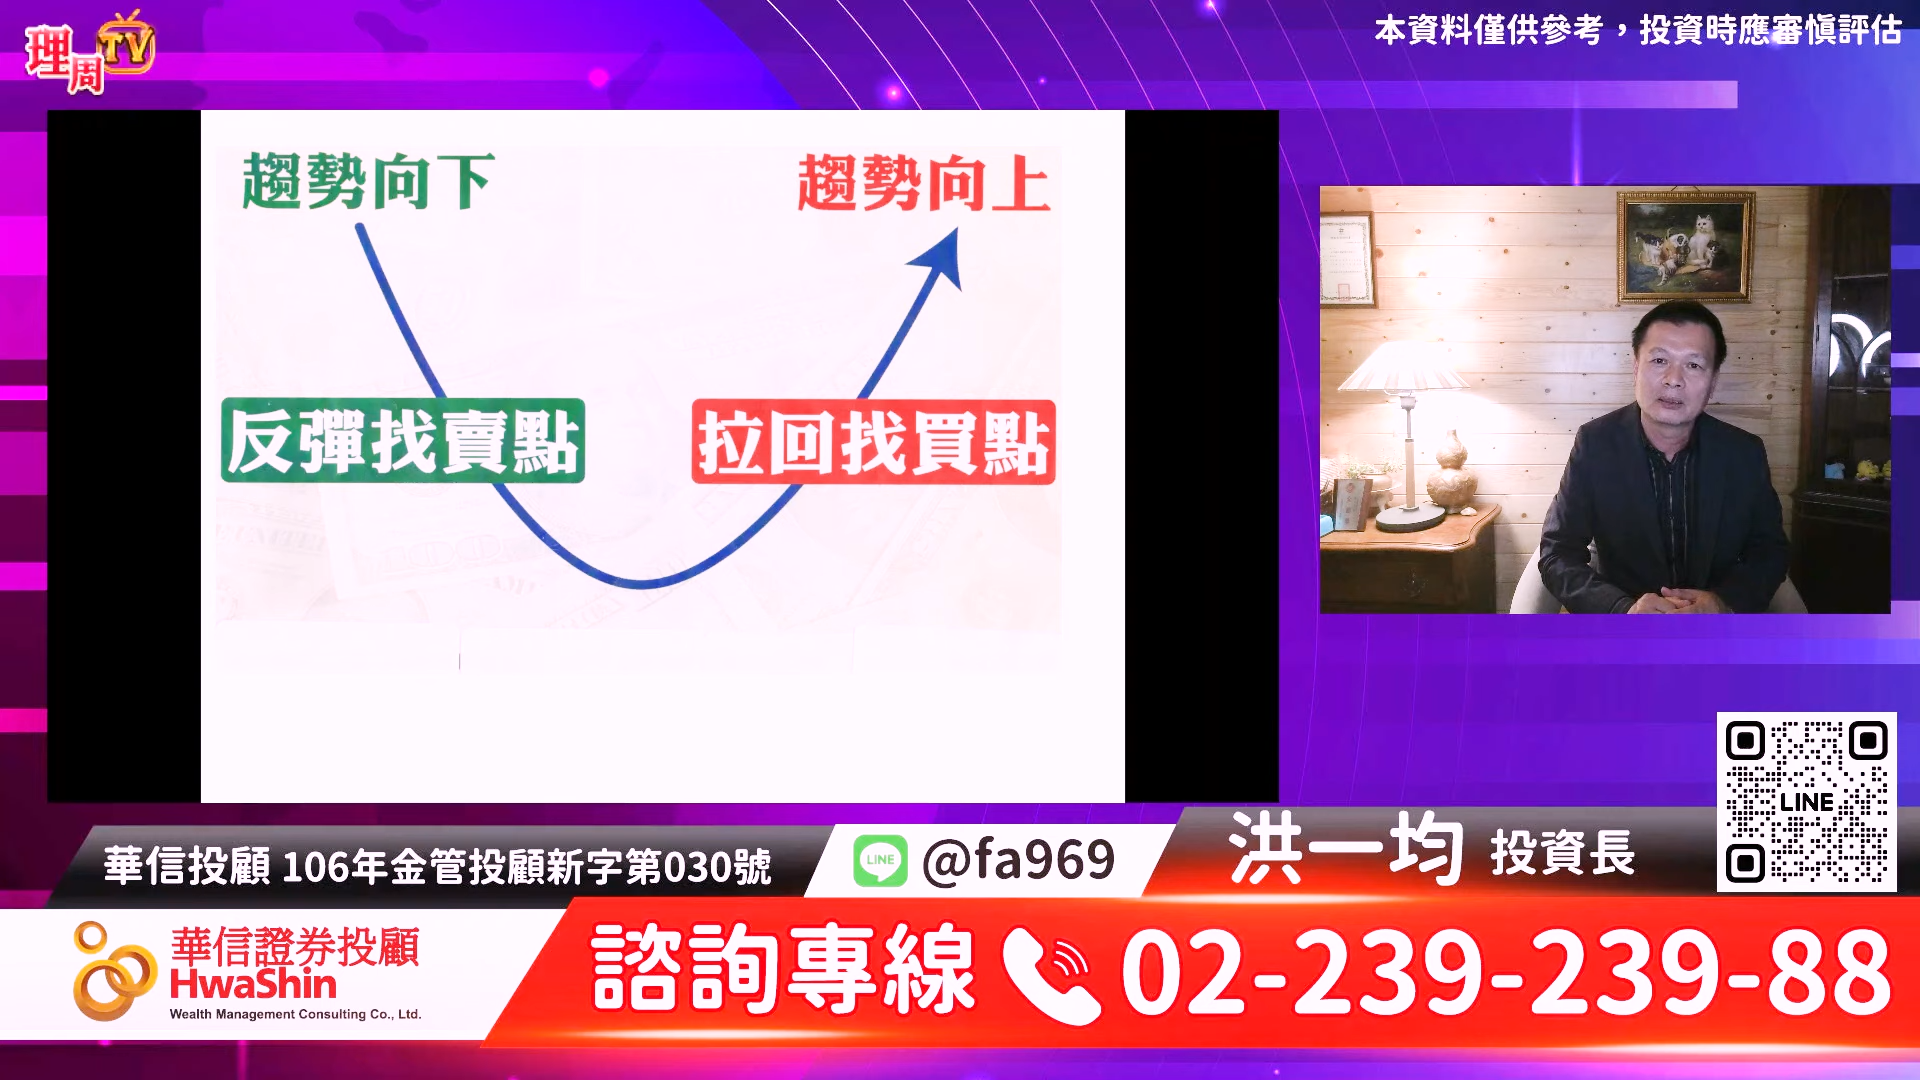 理周TV
本資料僅供參考，投資時應審慎評估
趨勢向下
趨勢向上
反彈找賣點
拉回找買點
LINE
華信投顧 106年金管投顧新字第030號
LINE @fa969
洪一均 投資長
華信證券投顧
HwaShin
Wealth Management Consulting Co., Ltd.
諮詢專線 02-239-239-88